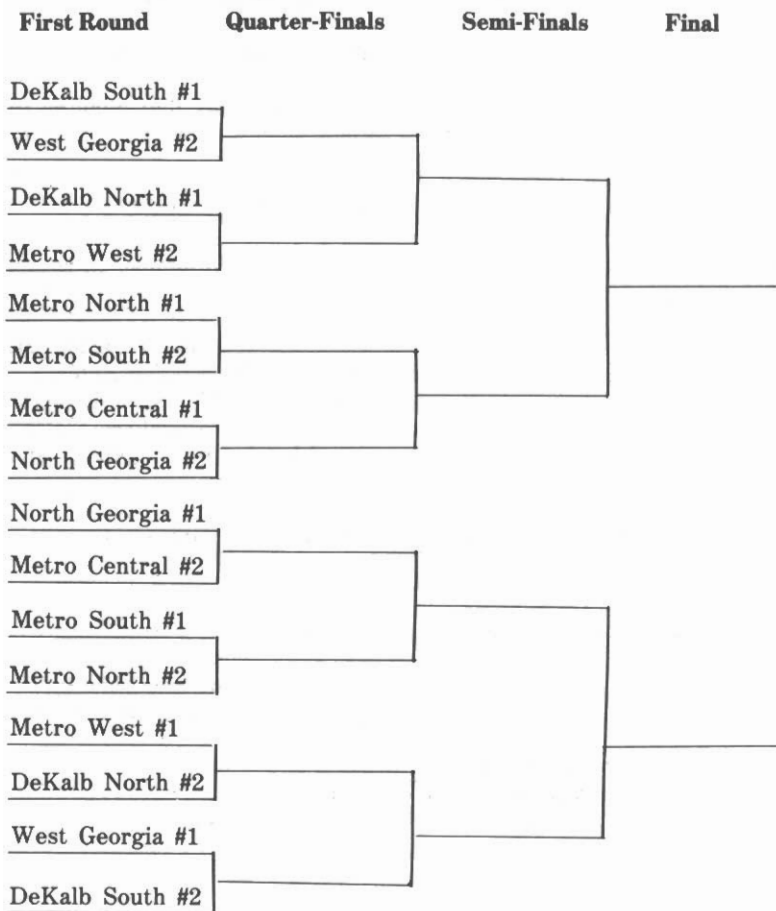 First Round Quarter-Finals Semi-Finals Final
DeKalb South #1
West Georgia #2
DeKalb North #1
Metro West #2
Metro North #1
Metro South #2
Metro Central #1
North Georgia #2
North Georgia #1
Metro Central #2
Metro South #1
Metro North #2
Metro West #1
DeKalb North #2
West Georgia #1
DeKalb South #2